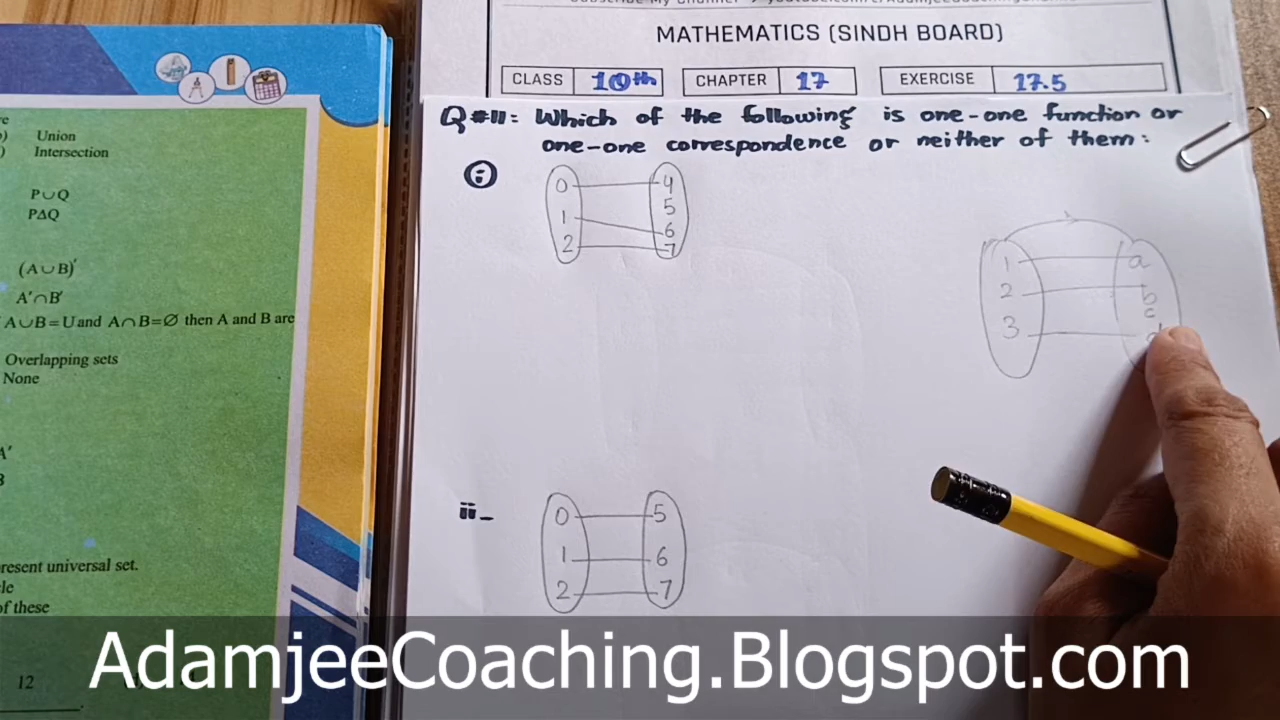 MATHEMATICS (SINDH BOARD)
CLASS 10th CHAPTER 17 EXERCISE 17.5
Q#11: Which of the following is one-one function or
one-one correspondence or neither of them:
i
0 4
5
1 6
2 7
1 a
2 b
c
3 d
ii-
0 5
1 6
2 7
Union
Intersection
P∪Q
PΔQ
(A∪B)′
A′∩B′
A∪B=U and A∩B=∅ then A and B are
Overlapping sets
None
A′
resent universal set.
of these
12
AdamjeeCoaching.Blogspot.com